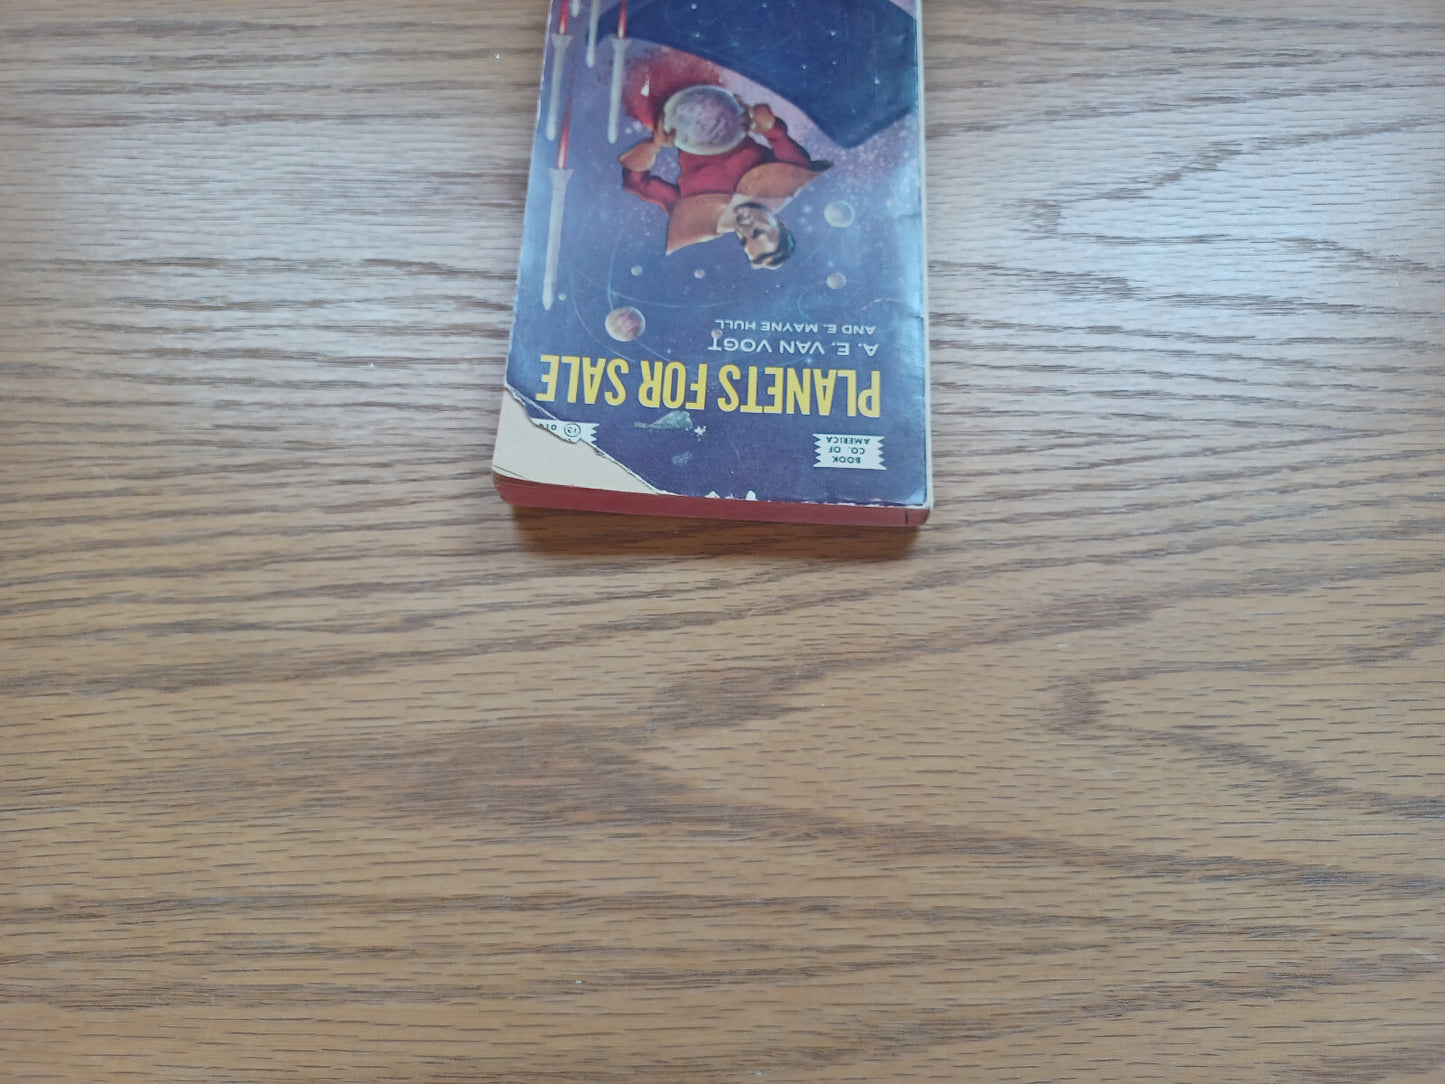 BOOK
CO. OF
AMERICA
PLANETS FOR SALE
A. E. VAN VOGT
AND E. MAYNE HULL